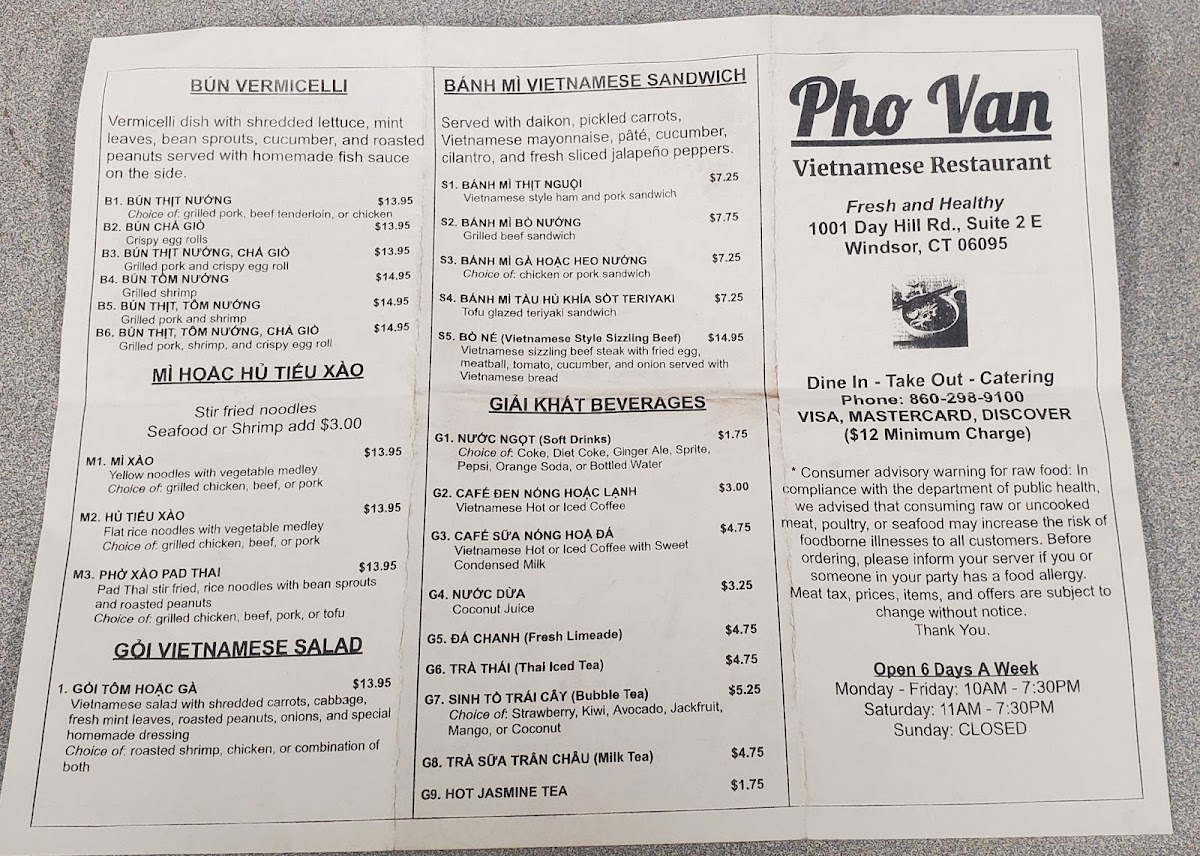 BÚN VERMICELLI
Vermicelli dish with shredded lettuce, mint
leaves, bean sprouts, cucumber, and roasted
peanuts served with homemade fish sauce
on the side.
B1. BÚN THỊT NƯỚNG $13.95
Choice of: grilled pork, beef tenderloin, or chicken
B2. BÚN CHẢ GIÒ $13.95
Crispy egg rolls
B3. BÚN THỊT NƯỚNG, CHẢ GIÒ $13.95
Grilled pork and crispy egg roll
B4. BÚN TÔM NƯỚNG $14.95
Grilled shrimp
B5. BÚN THỊT, TÔM NƯỚNG $14.95
Grilled pork and shrimp
B6. BÚN THỊT, TÔM NƯỚNG, CHẢ GIÒ $14.95
Grilled pork, shrimp, and crispy egg roll
MÌ HOẶC HỦ TIẾU XÀO
Stir fried noodles
Seafood or Shrimp add $3.00
M1. MÌ XÀO $13.95
Yellow noodles with vegetable medley
Choice of: grilled chicken, beef, or pork
M2. HỦ TIẾU XÀO $13.95
Flat rice noodles with vegetable medley
Choice of: grilled chicken, beef, or pork
M3. PHỞ XÀO PAD THAI $13.95
Pad Thai stir fried, rice noodles with bean sprouts
and roasted peanuts
Choice of: grilled chicken, beef, pork, or tofu
GỎI VIETNAMESE SALAD
1. GỎI TÔM HOẶC GÀ $13.95
Vietnamese salad with shredded carrots, cabbage,
fresh mint leaves, roasted peanuts, onions, and special
homemade dressing
Choice of: roasted shrimp, chicken, or combination of
both
BÁNH MÌ VIETNAMESE SANDWICH
Served with daikon, pickled carrots,
Vietnamese mayonnaise, pâté, cucumber,
cilantro, and fresh sliced jalapeño peppers.
S1. BÁNH MÌ THỊT NGUỘI $7.25
Vietnamese style ham and pork sandwich
S2. BÁNH MÌ BÒ NƯỚNG $7.75
Grilled beef sandwich
S3. BÁNH MÌ GÀ HOẶC HEO NƯỚNG $7.25
Choice of: chicken or pork sandwich
S4. BÁNH MÌ TÀU HỦ KHÌA SỐT TERIYAKI $7.25
Tofu glazed teriyaki sandwich
S5. BÒ NÉ (Vietnamese Style Sizzling Beef) $14.95
Vietnamese sizzling beef steak with fried egg,
meatball, tomato, cucumber, and onion served with
Vietnamese bread
GIẢI KHÁT BEVERAGES
G1. NƯỚC NGỌT (Soft Drinks) $1.75
Choice of: Coke, Diet Coke, Ginger Ale, Sprite,
Pepsi, Orange Soda, or Bottled Water
G2. CAFÉ ĐEN NÓNG HOẶC LẠNH $3.00
Vietnamese Hot or Iced Coffee
G3. CAFÉ SỮA NÓNG HOẠ ĐÁ $4.75
Vietnamese Hot or Iced Coffee with Sweet
Condensed Milk
G4. NƯỚC DỪA $3.25
Coconut Juice
G5. ĐÁ CHANH (Fresh Limeade) $4.75
G6. TRÀ THÁI (Thai Iced Tea) $4.75
G7. SINH TỐ TRÁI CÂY (Bubble Tea) $5.25
Choice of: Strawberry, Kiwi, Avocado, Jackfruit,
Mango, or Coconut
G8. TRÀ SỮA TRÂN CHÂU (Milk Tea) $4.75
G9. HOT JASMINE TEA $1.75
Pho Van
Vietnamese Restaurant
Fresh and Healthy
1001 Day Hill Rd., Suite 2 E
Windsor, CT 06095
Dine In - Take Out - Catering
Phone: 860-298-9100
VISA, MASTERCARD, DISCOVER
($12 Minimum Charge)
* Consumer advisory warning for raw food: In
compliance with the department of public health,
we advised that consuming raw or uncooked
meat, poultry, or seafood may increase the risk of
foodborne illnesses to all customers. Before
ordering, please inform your server if you or
someone in your party has a food allergy.
Meat tax, prices, items, and offers are subject to
change without notice.
Thank You.
Open 6 Days A Week
Monday - Friday: 10AM - 7:30PM
Saturday: 11AM - 7:30PM
Sunday: CLOSED